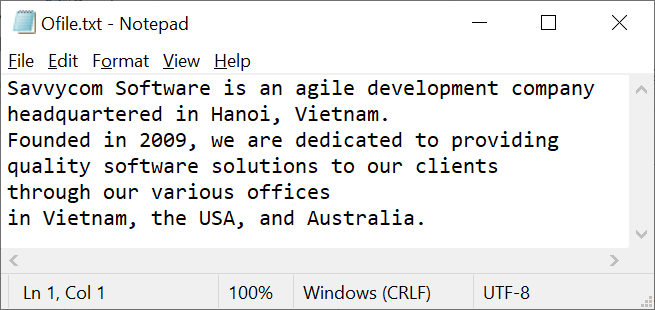 Ofile.txt - Notepad
File Edit Format View Help
Savvycom Software is an agile development company
headquartered in Hanoi, Vietnam.
Founded in 2009, we are dedicated to providing
quality software solutions to our clients
through our various offices
in Vietnam, the USA, and Australia.
Ln 1, Col 1 100% Windows (CRLF) UTF-8